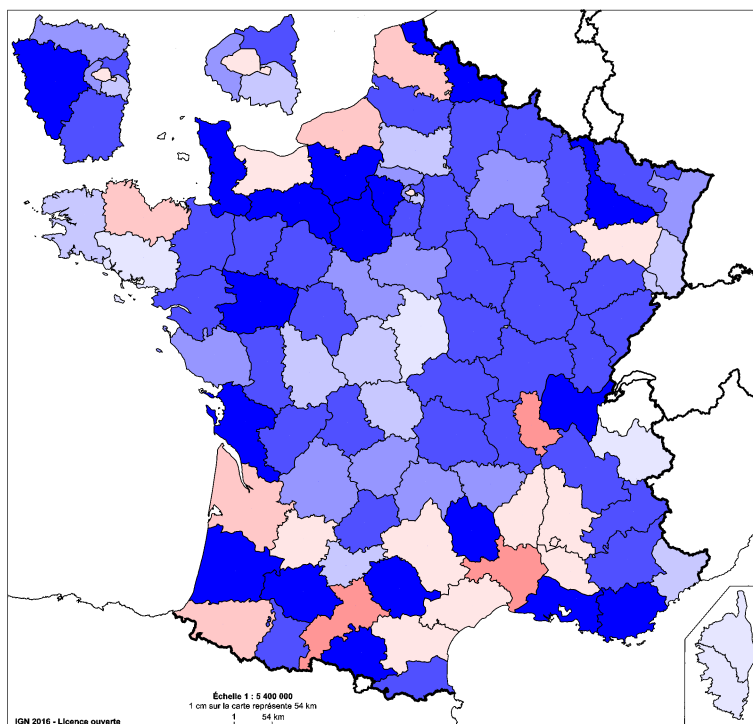 Échelle 1 : 5 400 000
1 cm sur la carte représente 54 km
1 54 km
IGN 2016 - Licence ouverte